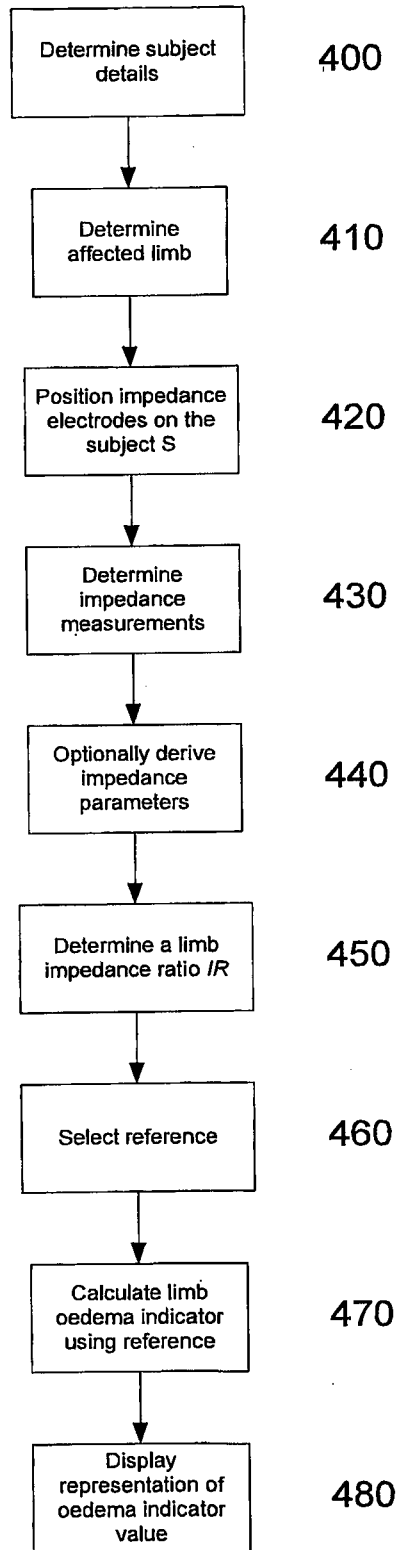 Determine subject
details
400
Determine
affected limb
410
Position impedance
electrodes on the
subject S
420
Determine
impedance
measurements
430
Optionally derive
impedance
parameters
440
Determine a limb
impedance ratio IR
450
Select reference
460
Calculate limb
oedema indicator
using reference
470
Display
representation of
oedema indicator
value
480